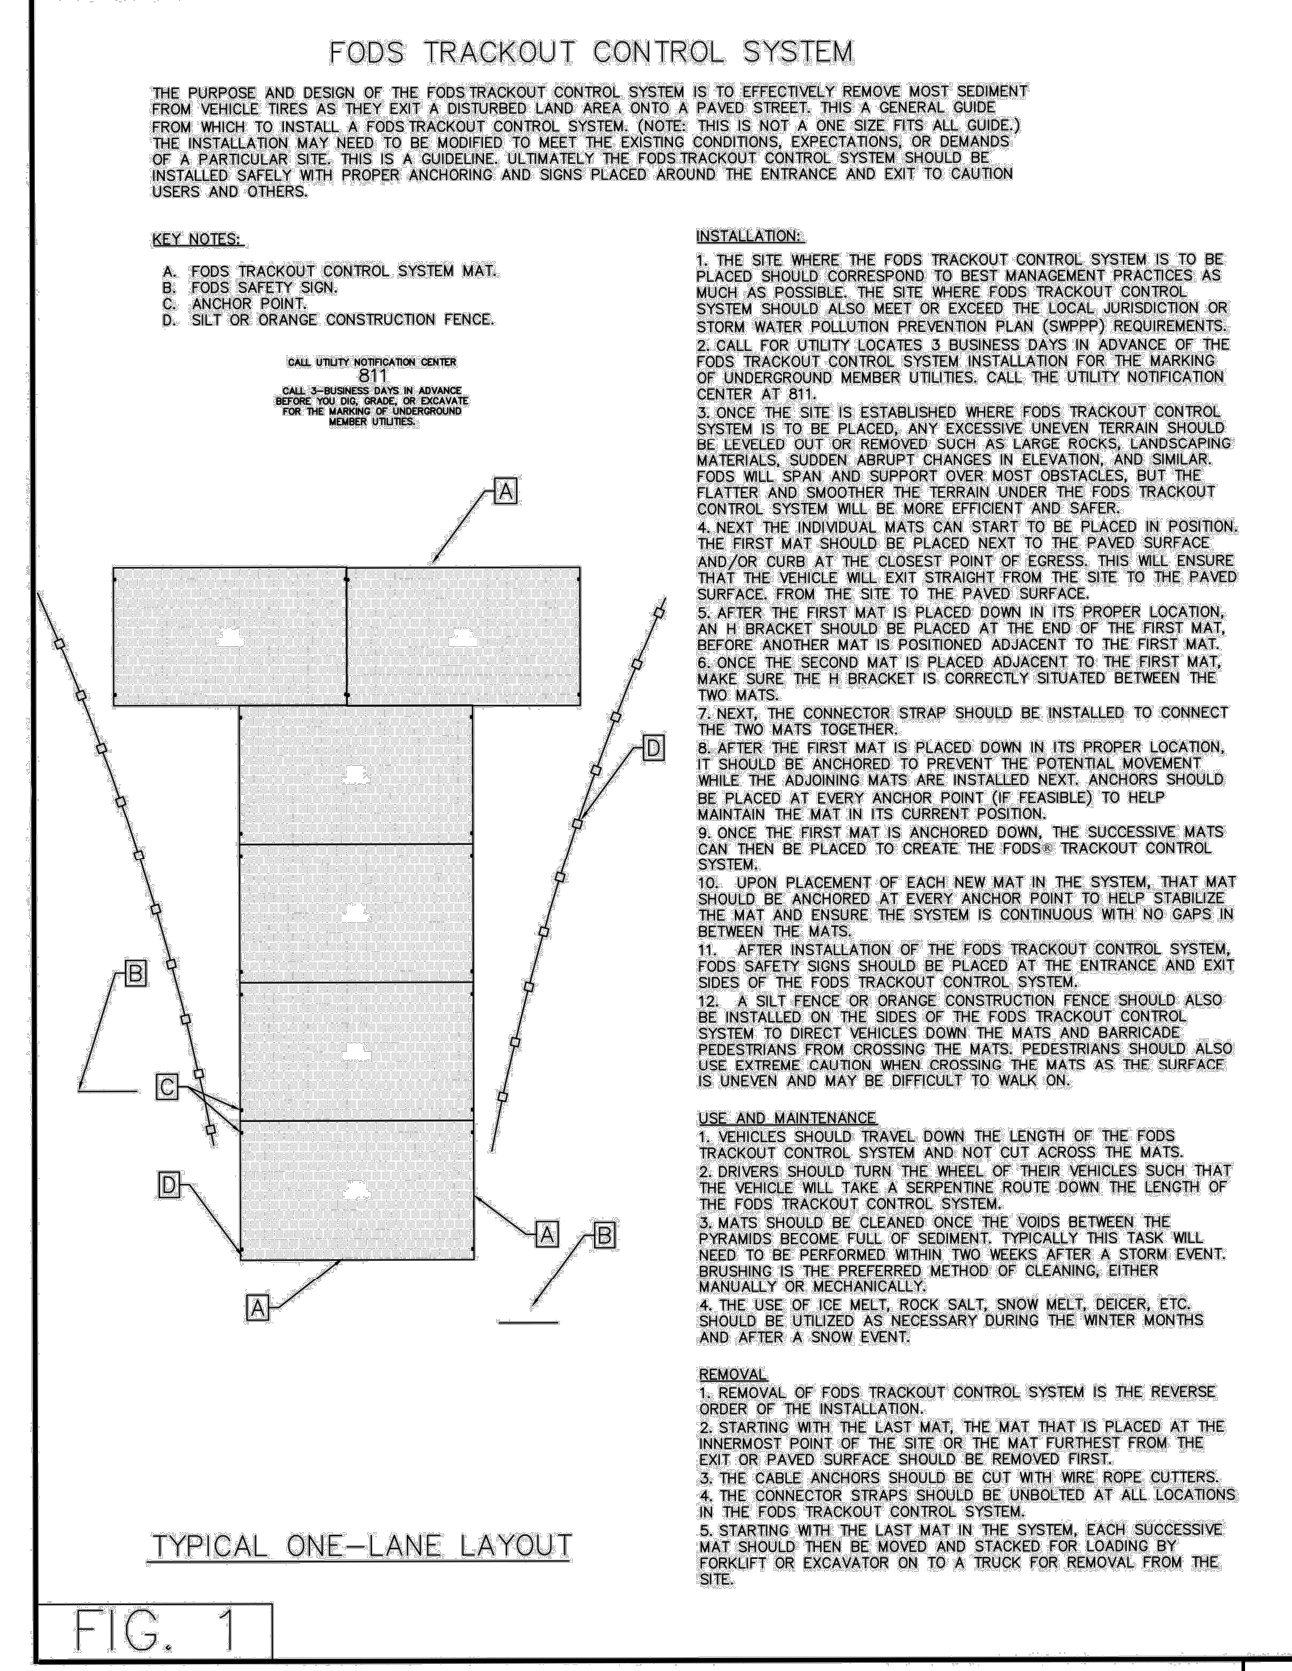 FODS TRACKOUT CONTROL SYSTEM
THE PURPOSE AND DESIGN OF THE FODS TRACKOUT CONTROL SYSTEM IS TO EFFECTIVELY REMOVE MOST SEDIMENT
FROM VEHICLE TIRES AS THEY EXIT A DISTURBED LAND AREA ONTO A PAVED STREET. THIS A GENERAL GUIDE
FROM WHICH TO INSTALL A FODS TRACKOUT CONTROL SYSTEM. (NOTE: THIS IS NOT A ONE SIZE FITS ALL GUIDE.)
THE INSTALLATION MAY NEED TO BE MODIFIED TO MEET THE EXISTING CONDITIONS, EXPECTATIONS, OR DEMANDS
OF A PARTICULAR SITE. THIS IS A GUIDELINE. ULTIMATELY THE FODS TRACKOUT CONTROL SYSTEM SHOULD BE
INSTALLED SAFELY WITH PROPER ANCHORING AND SIGNS PLACED AROUND THE ENTRANCE AND EXIT TO CAUTION
USERS AND OTHERS.
KEY NOTES:
A. FODS TRACKOUT CONTROL SYSTEM MAT.
B. FODS SAFETY SIGN.
C. ANCHOR POINT.
D. SILT OR ORANGE CONSTRUCTION FENCE.
CALL UTILITY NOTIFICATION CENTER
811
CALL 3-BUSINESS DAYS IN ADVANCE
BEFORE YOU DIG, GRADE, OR EXCAVATE
FOR THE MARKING OF UNDERGROUND
MEMBER UTILITIES.
A
D
B
C
D
A
B
A
TYPICAL ONE-LANE LAYOUT
FIG. 1
INSTALLATION:
1. THE SITE WHERE THE FODS TRACKOUT CONTROL SYSTEM IS TO BE
PLACED SHOULD CORRESPOND TO BEST MANAGEMENT PRACTICES AS
MUCH AS POSSIBLE. THE SITE WHERE FODS TRACKOUT CONTROL
SYSTEM SHOULD ALSO MEET OR EXCEED THE LOCAL JURISDICTION OR
STORM WATER POLLUTION PREVENTION PLAN (SWPPP) REQUIREMENTS.
2. CALL FOR UTILITY LOCATES 3 BUSINESS DAYS IN ADVANCE OF THE
FODS TRACKOUT CONTROL SYSTEM INSTALLATION FOR THE MARKING
OF UNDERGROUND MEMBER UTILITIES. CALL THE UTILITY NOTIFICATION
CENTER AT 811.
3. ONCE THE SITE IS ESTABLISHED WHERE FODS TRACKOUT CONTROL
SYSTEM IS TO BE PLACED, ANY EXCESSIVE UNEVEN TERRAIN SHOULD
BE LEVELED OUT OR REMOVED SUCH AS LARGE ROCKS, LANDSCAPING
MATERIALS, SUDDEN ABRUPT CHANGES IN ELEVATION, AND SIMILAR.
FODS WILL SPAN AND SUPPORT OVER MOST OBSTACLES, BUT THE
FLATTER AND SMOOTHER THE TERRAIN UNDER THE FODS TRACKOUT
CONTROL SYSTEM WILL BE MORE EFFICIENT AND SAFER.
4. NEXT THE INDIVIDUAL MATS CAN START TO BE PLACED IN POSITION.
THE FIRST MAT SHOULD BE PLACED NEXT TO THE PAVED SURFACE
AND/OR CURB AT THE CLOSEST POINT OF EGRESS. THIS WILL ENSURE
THAT THE VEHICLE WILL EXIT STRAIGHT FROM THE SITE TO THE PAVED
SURFACE. FROM THE SITE TO THE PAVED SURFACE.
5. AFTER THE FIRST MAT IS PLACED DOWN IN ITS PROPER LOCATION,
AN H BRACKET SHOULD BE PLACED AT THE END OF THE FIRST MAT,
BEFORE ANOTHER MAT IS POSITIONED ADJACENT TO THE FIRST MAT.
6. ONCE THE SECOND MAT IS PLACED ADJACENT TO THE FIRST MAT,
MAKE SURE THE H BRACKET IS CORRECTLY SITUATED BETWEEN THE
TWO MATS.
7. NEXT, THE CONNECTOR STRAP SHOULD BE INSTALLED TO CONNECT
THE TWO MATS TOGETHER.
8. AFTER THE FIRST MAT IS PLACED DOWN IN ITS PROPER LOCATION,
IT SHOULD BE ANCHORED TO PREVENT THE POTENTIAL MOVEMENT
WHILE THE ADJOINING MATS ARE INSTALLED NEXT. ANCHORS SHOULD
BE PLACED AT EVERY ANCHOR POINT (IF FEASIBLE) TO HELP
MAINTAIN THE MAT IN ITS CURRENT POSITION.
9. ONCE THE FIRST MAT IS ANCHORED DOWN, THE SUCCESSIVE MATS
CAN THEN BE PLACED TO CREATE THE FODS® TRACKOUT CONTROL
SYSTEM.
10. UPON PLACEMENT OF EACH NEW MAT IN THE SYSTEM, THAT MAT
SHOULD BE ANCHORED AT EVERY ANCHOR POINT TO HELP STABILIZE
THE MAT AND ENSURE THE SYSTEM IS CONTINUOUS WITH NO GAPS IN
BETWEEN THE MATS.
11. AFTER INSTALLATION OF THE FODS TRACKOUT CONTROL SYSTEM,
FODS SAFETY SIGNS SHOULD BE PLACED AT THE ENTRANCE AND EXIT
SIDES OF THE FODS TRACKOUT CONTROL SYSTEM.
12. A SILT FENCE OR ORANGE CONSTRUCTION FENCE SHOULD ALSO
BE INSTALLED ON THE SIDES OF THE FODS TRACKOUT CONTROL
SYSTEM TO DIRECT VEHICLES DOWN THE MATS AND BARRICADE
PEDESTRIANS FROM CROSSING THE MATS. PEDESTRIANS SHOULD ALSO
USE EXTREME CAUTION WHEN CROSSING THE MATS AS THE SURFACE
IS UNEVEN AND MAY BE DIFFICULT TO WALK ON.
USE AND MAINTENANCE
1. VEHICLES SHOULD TRAVEL DOWN THE LENGTH OF THE FODS
TRACKOUT CONTROL SYSTEM AND NOT CUT ACROSS THE MATS.
2. DRIVERS SHOULD TURN THE WHEEL OF THEIR VEHICLES SUCH THAT
THE VEHICLE WILL TAKE A SERPENTINE ROUTE DOWN THE LENGTH OF
THE FODS TRACKOUT CONTROL SYSTEM.
3. MATS SHOULD BE CLEANED ONCE THE VOIDS BETWEEN THE
PYRAMIDS BECOME FULL OF SEDIMENT. TYPICALLY THIS TASK WILL
NEED TO BE PERFORMED WITHIN TWO WEEKS AFTER A STORM EVENT.
BRUSHING IS THE PREFERRED METHOD OF CLEANING, EITHER
MANUALLY OR MECHANICALLY.
4. THE USE OF ICE MELT, ROCK SALT, SNOW MELT, DEICER, ETC.
SHOULD BE UTILIZED AS NECESSARY DURING THE WINTER MONTHS
AND AFTER A SNOW EVENT.
REMOVAL
1. REMOVAL OF FODS TRACKOUT CONTROL SYSTEM IS THE REVERSE
ORDER OF THE INSTALLATION.
2. STARTING WITH THE LAST MAT, THE MAT THAT IS PLACED AT THE
INNERMOST POINT OF THE SITE OR THE MAT FURTHEST FROM THE
EXIT OR PAVED SURFACE SHOULD BE REMOVED FIRST.
3. THE CABLE ANCHORS SHOULD BE CUT WITH WIRE ROPE CUTTERS.
4. THE CONNECTOR STRAPS SHOULD BE UNBOLTED AT ALL LOCATIONS
IN THE FODS TRACKOUT CONTROL SYSTEM.
5. STARTING WITH THE LAST MAT IN THE SYSTEM, EACH SUCCESSIVE
MAT SHOULD THEN BE MOVED AND STACKED FOR LOADING BY
FORKLIFT OR EXCAVATOR ON TO A TRUCK FOR REMOVAL FROM THE
SITE.